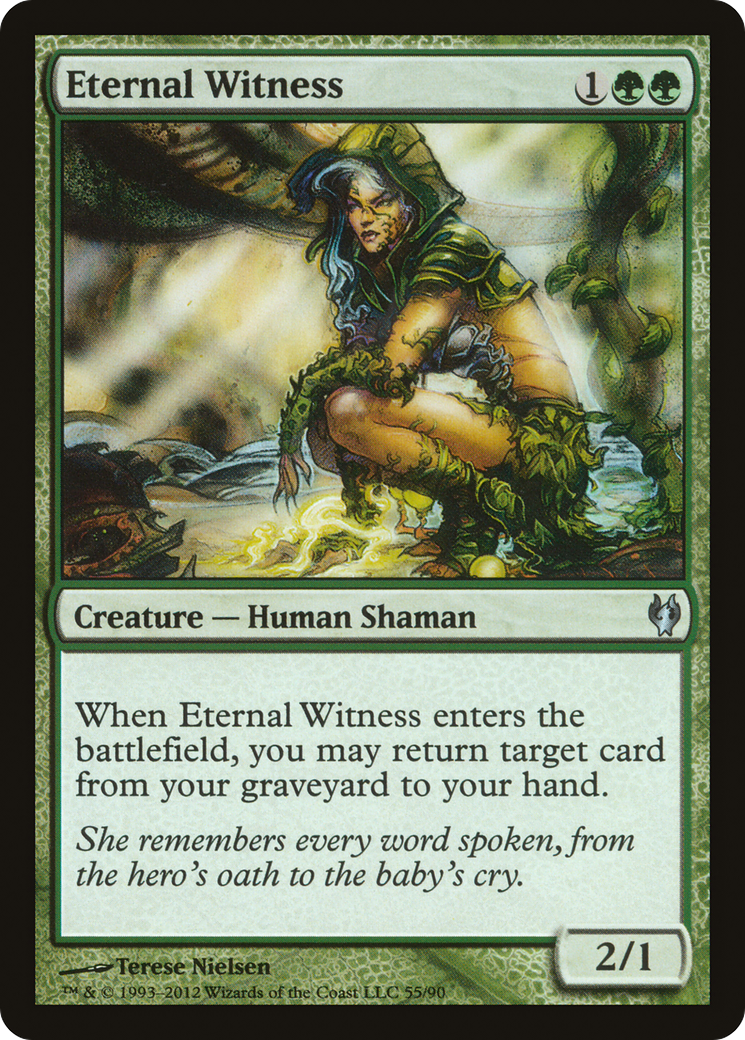 Eternal Witness 1
Creature — Human Shaman
When Eternal Witness enters the
battlefield, you may return target card
from your graveyard to your hand.
She remembers every word spoken, from
the hero's oath to the baby's cry.
2/1
Terese Nielsen
™ & © 1993–2012 Wizards of the Coast LLC 55/90